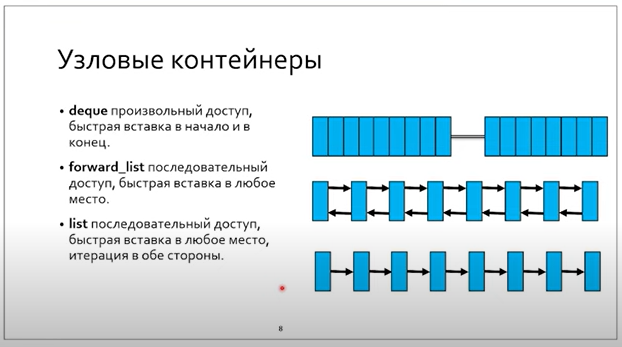 Узловые контейнеры
• deque произвольный доступ,
быстрая вставка в начало и в
конец.
• forward_list последовательный
доступ, быстрая вставка в любое
место.
• list последовательный доступ,
быстрая вставка в любое место,
итерация в обе стороны.
8